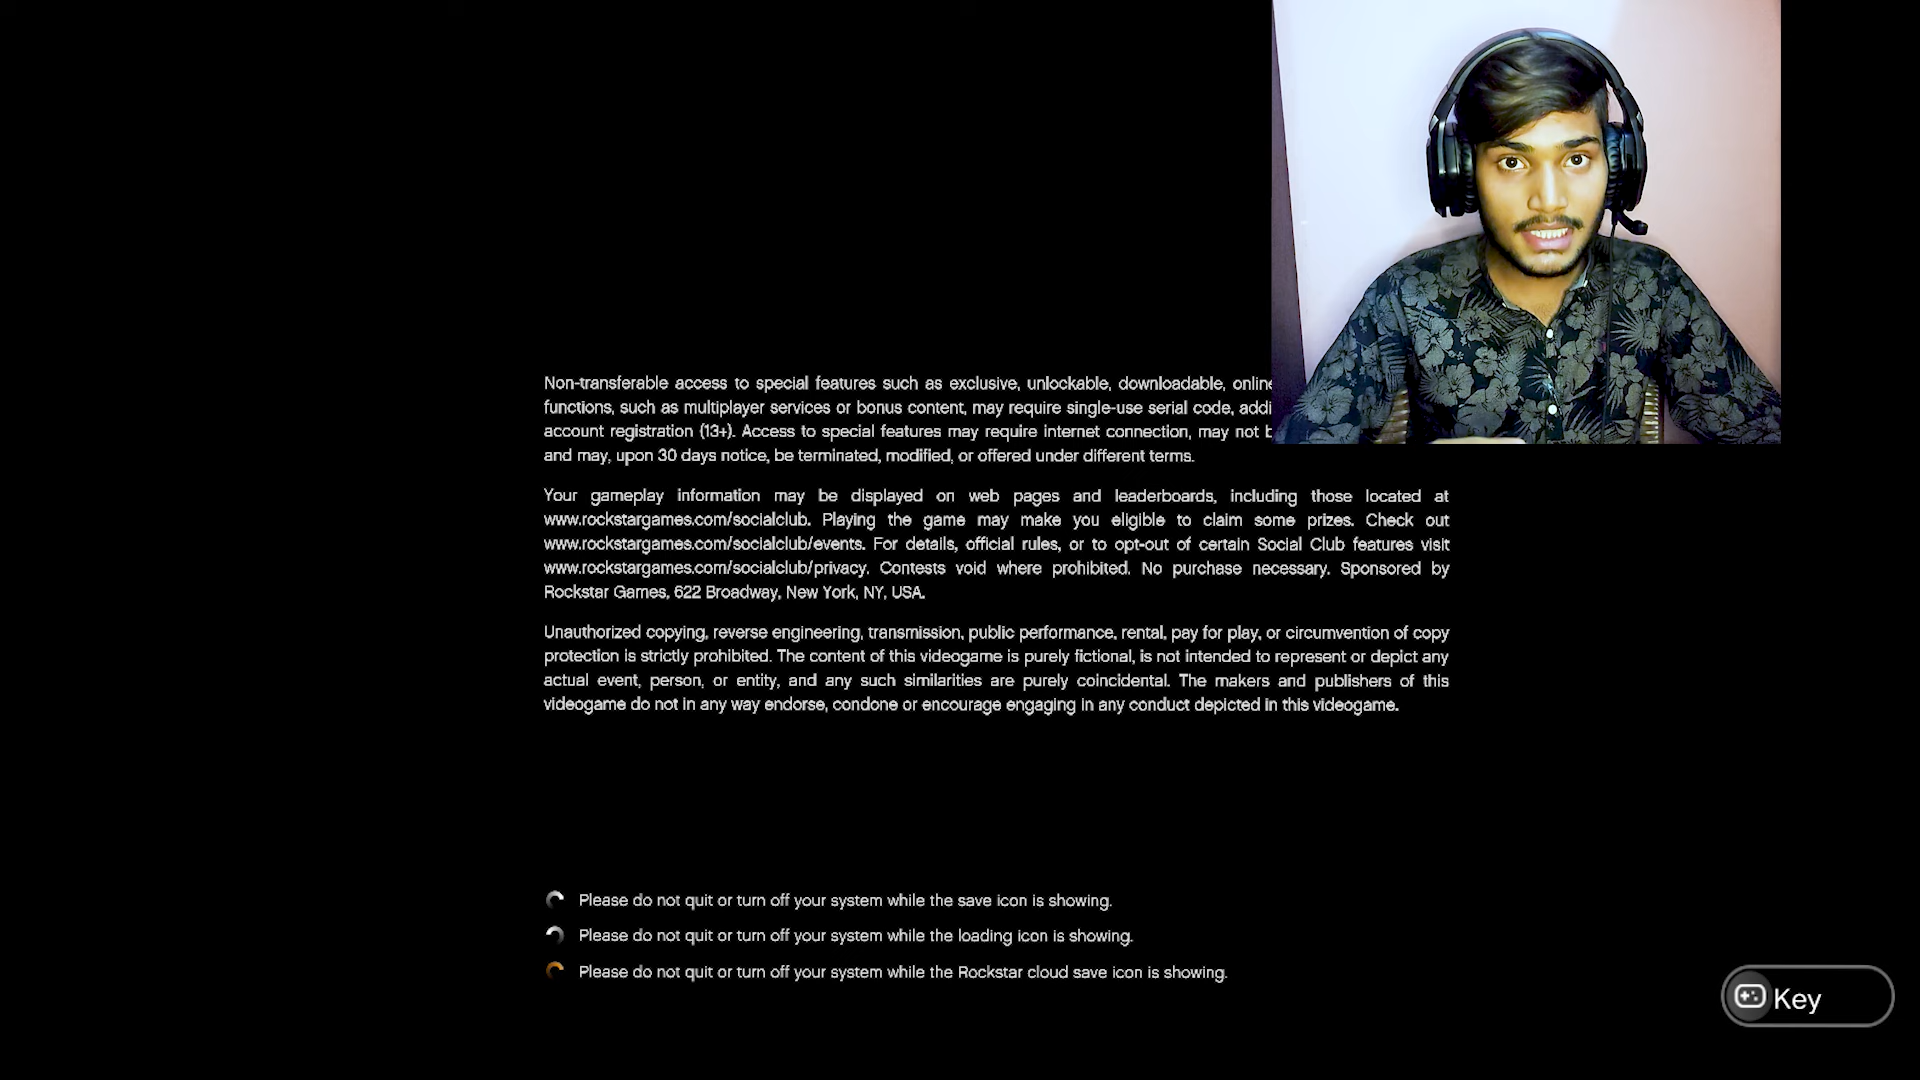 Non-transferable access to special features such as exclusive, unlockable, downloadable, online
functions, such as multiplayer services or bonus content, may require single-use serial code,
account registration (13+). Access to special features may require internet connection, may not
and may, upon 30 days notice, be terminated, modified, or offered under different terms.
Your gameplay information may be displayed on web pages and leaderboards, including those located at
www.rockstargames.com/socialclub. Playing the game may make you eligible to claim some prizes. Check out
www.rockstargames.com/socialclub/events. For details, official rules, or to opt-out of certain Social Club features visit
www.rockstargames.com/socialclub/privacy. Contests void where prohibited. No purchase necessary. Sponsored by
Rockstar Games, 622 Broadway, New York, NY, USA.
Unauthorized copying, reverse engineering, transmission, public performance, rental, pay for play, or circumvention of copy
protection is strictly prohibited. The content of this videogame is purely fictional, is not intended to represent or depict any
actual event, person, or entity, and any such similarities are purely coincidental. The makers and publishers of this
videogame do not in any way endorse, condone or encourage engaging in any conduct depicted in this videogame.
Please do not quit or turn off your system while the save icon is showing.
Please do not quit or turn off your system while the loading icon is showing.
Please do not quit or turn off your system while the Rockstar cloud save icon is showing.
Key